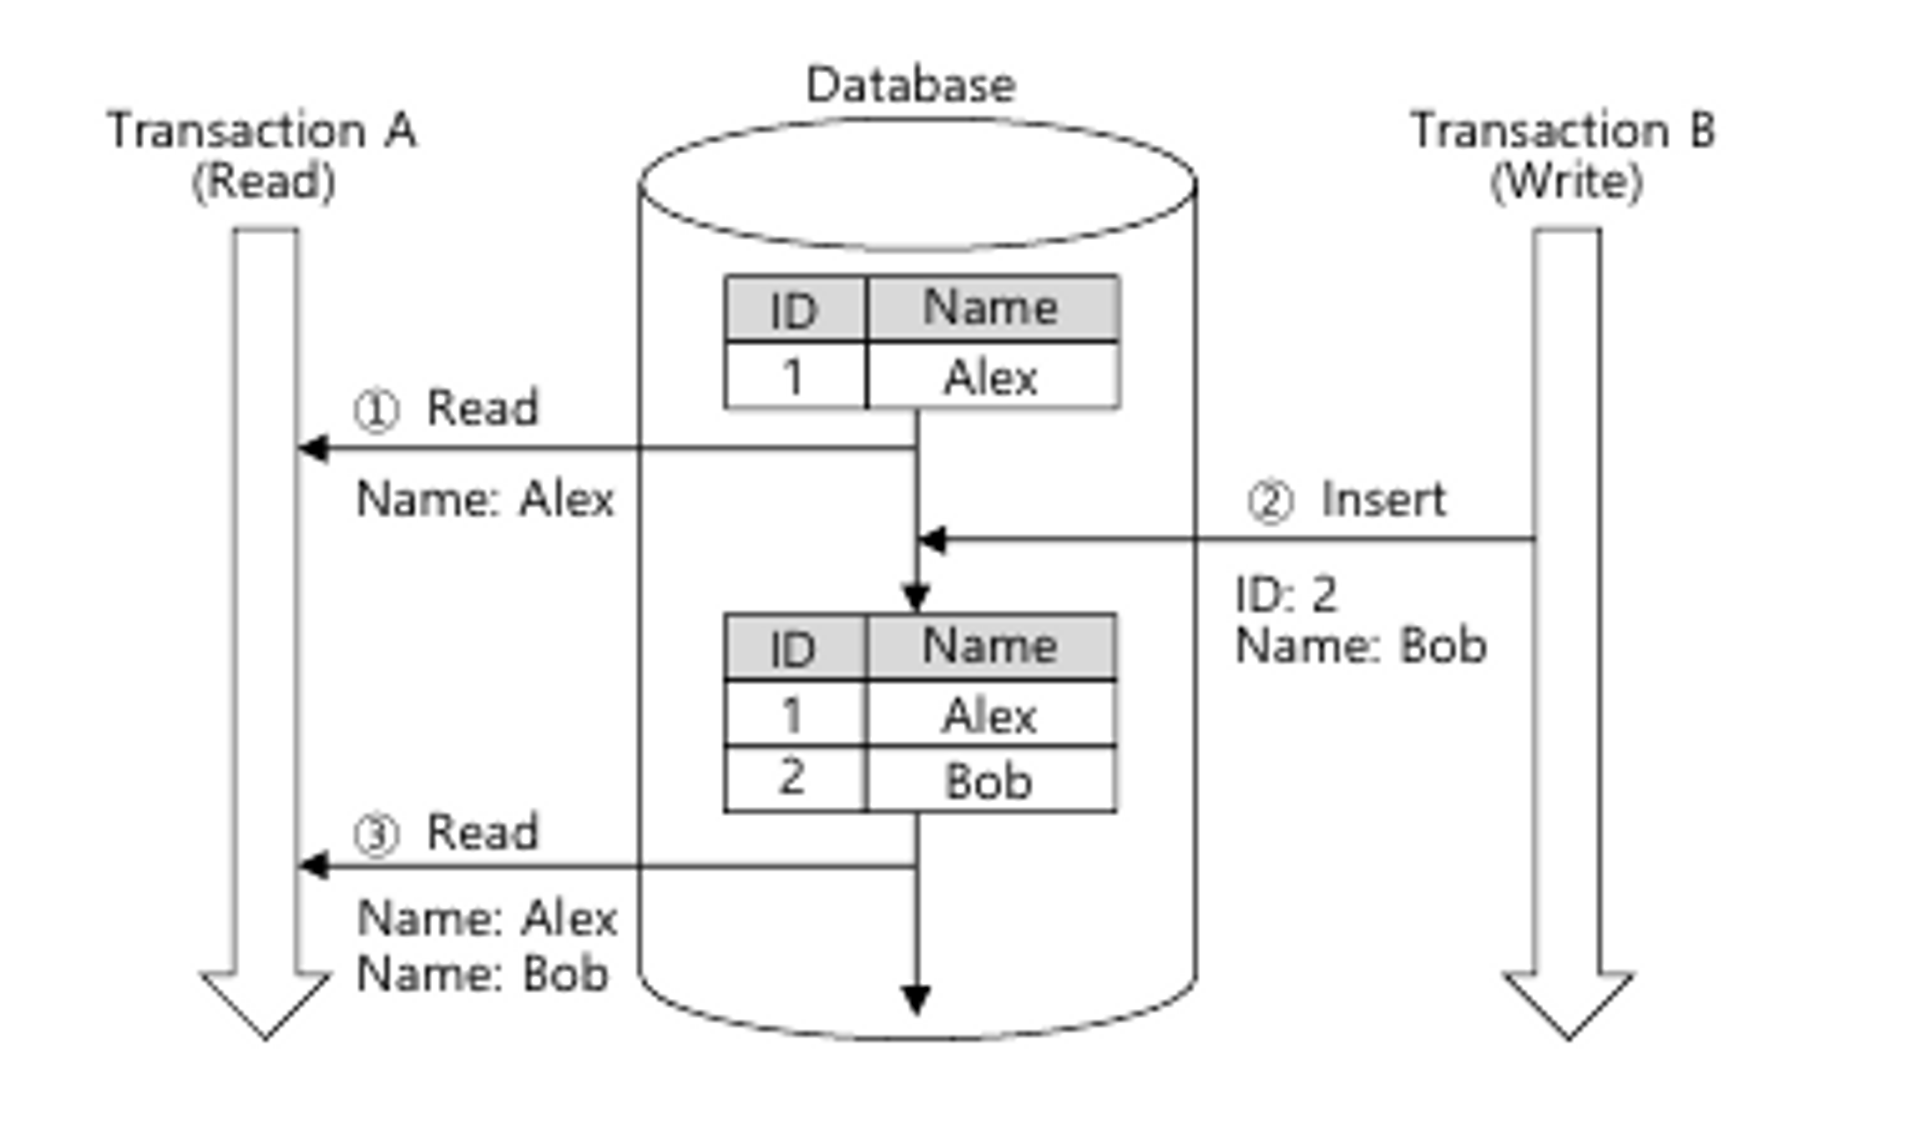 Database
Transaction A
(Read)
Transaction B
(Write)
ID Name
1 Alex
① Read
Name: Alex
② Insert
ID: 2
Name: Bob
ID Name
1 Alex
2 Bob
③ Read
Name: Alex
Name: Bob